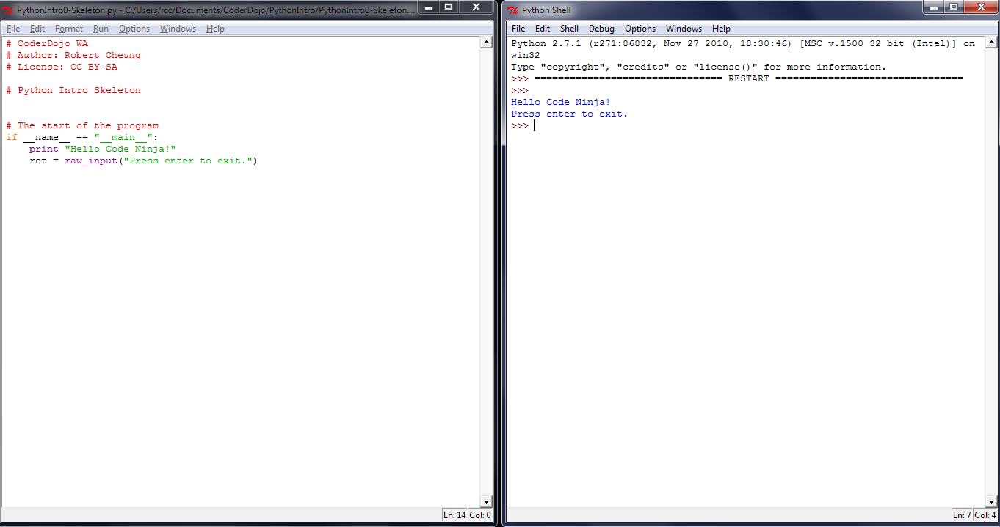 PythonIntro0-Skeleton.py - C:/Users/rcc/Documents/CoderDojo/PythonIntro/PythonIntro0-Skeleton....
File Edit Format Run Options Windows Help
# CoderDojo WA
# Author: Robert Cheung
# License: CC BY-SA
# Python Intro Skeleton
# The start of the program
if __name__ == "__main__":
    print "Hello Code Ninja!"
    ret = raw_input("Press enter to exit.")
Ln: 14 Col: 0
Python Shell
File Edit Shell Debug Options Windows Help
Python 2.7.1 (r271:86832, Nov 27 2010, 18:30:46) [MSC v.1500 32 bit (Intel)] on
win32
Type "copyright", "credits" or "license()" for more information.
>>> ================================ RESTART ================================
>>>
Hello Code Ninja!
Press enter to exit.
>>>
Ln: 7 Col: 4